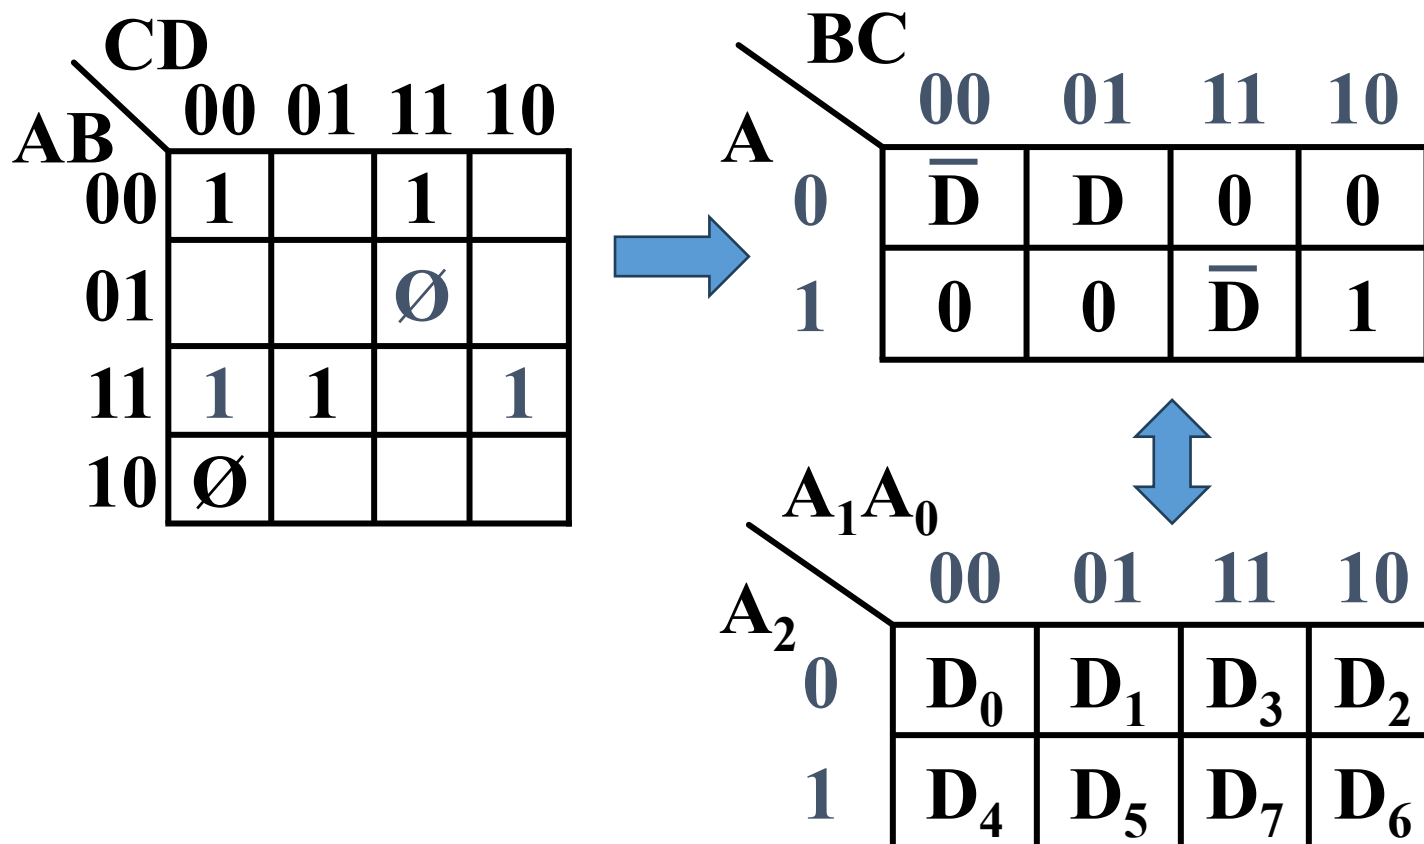 CD
AB
00 01 11 10
00 1 1
01 Ø
11 1 1 1
10 Ø
BC
A
00 01 11 10
0 D̅ D 0 0
1 0 0 D̅ 1
A₁A₀
A₂
00 01 11 10
0 D₀ D₁ D₃ D₂
1 D₄ D₅ D₇ D₆